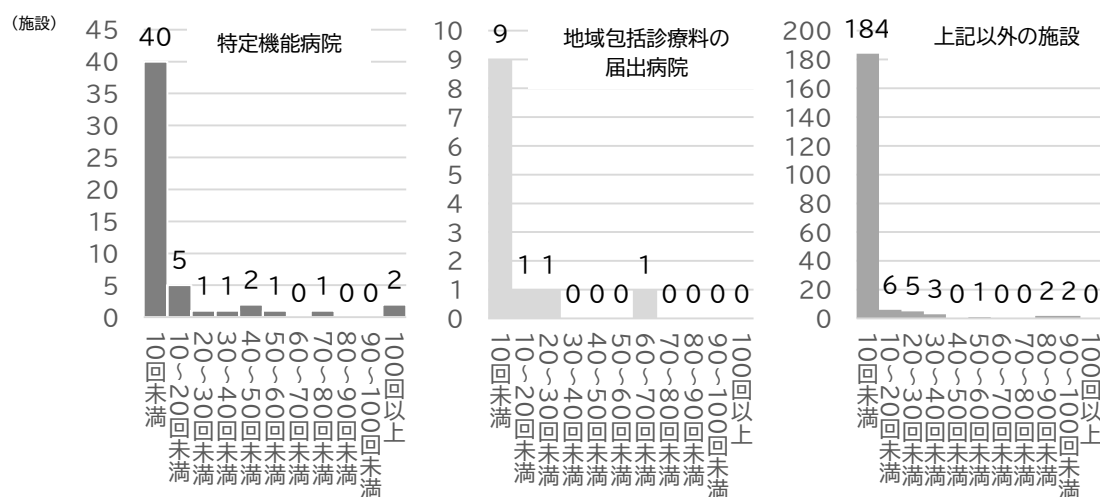 （施設）
特定機能病院
45
40
35
30
25
20
15
10
5
0
40
5
1
1
2
1
0
1
0
0
2
10回未満
10～20回未満
20～30回未満
30～40回未満
40～50回未満
50～60回未満
60～70回未満
70～80回未満
80～90回未満
90～100回未満
100回以上
地域包括診療料の
届出病院
10
9
8
7
6
5
4
3
2
1
0
9
1
1
0
0
0
1
0
0
0
0
10回未満
10～20回未満
20～30回未満
30～40回未満
40～50回未満
50～60回未満
60～70回未満
70～80回未満
80～90回未満
90～100回未満
100回以上
上記以外の施設
200
180
160
140
120
100
80
60
40
20
0
184
6
5
3
0
1
0
0
2
2
0
10回未満
10～20回未満
20～30回未満
30～40回未満
40～50回未満
50～60回未満
60～70回未満
70～80回未満
80～90回未満
90～100回未満
100回以上